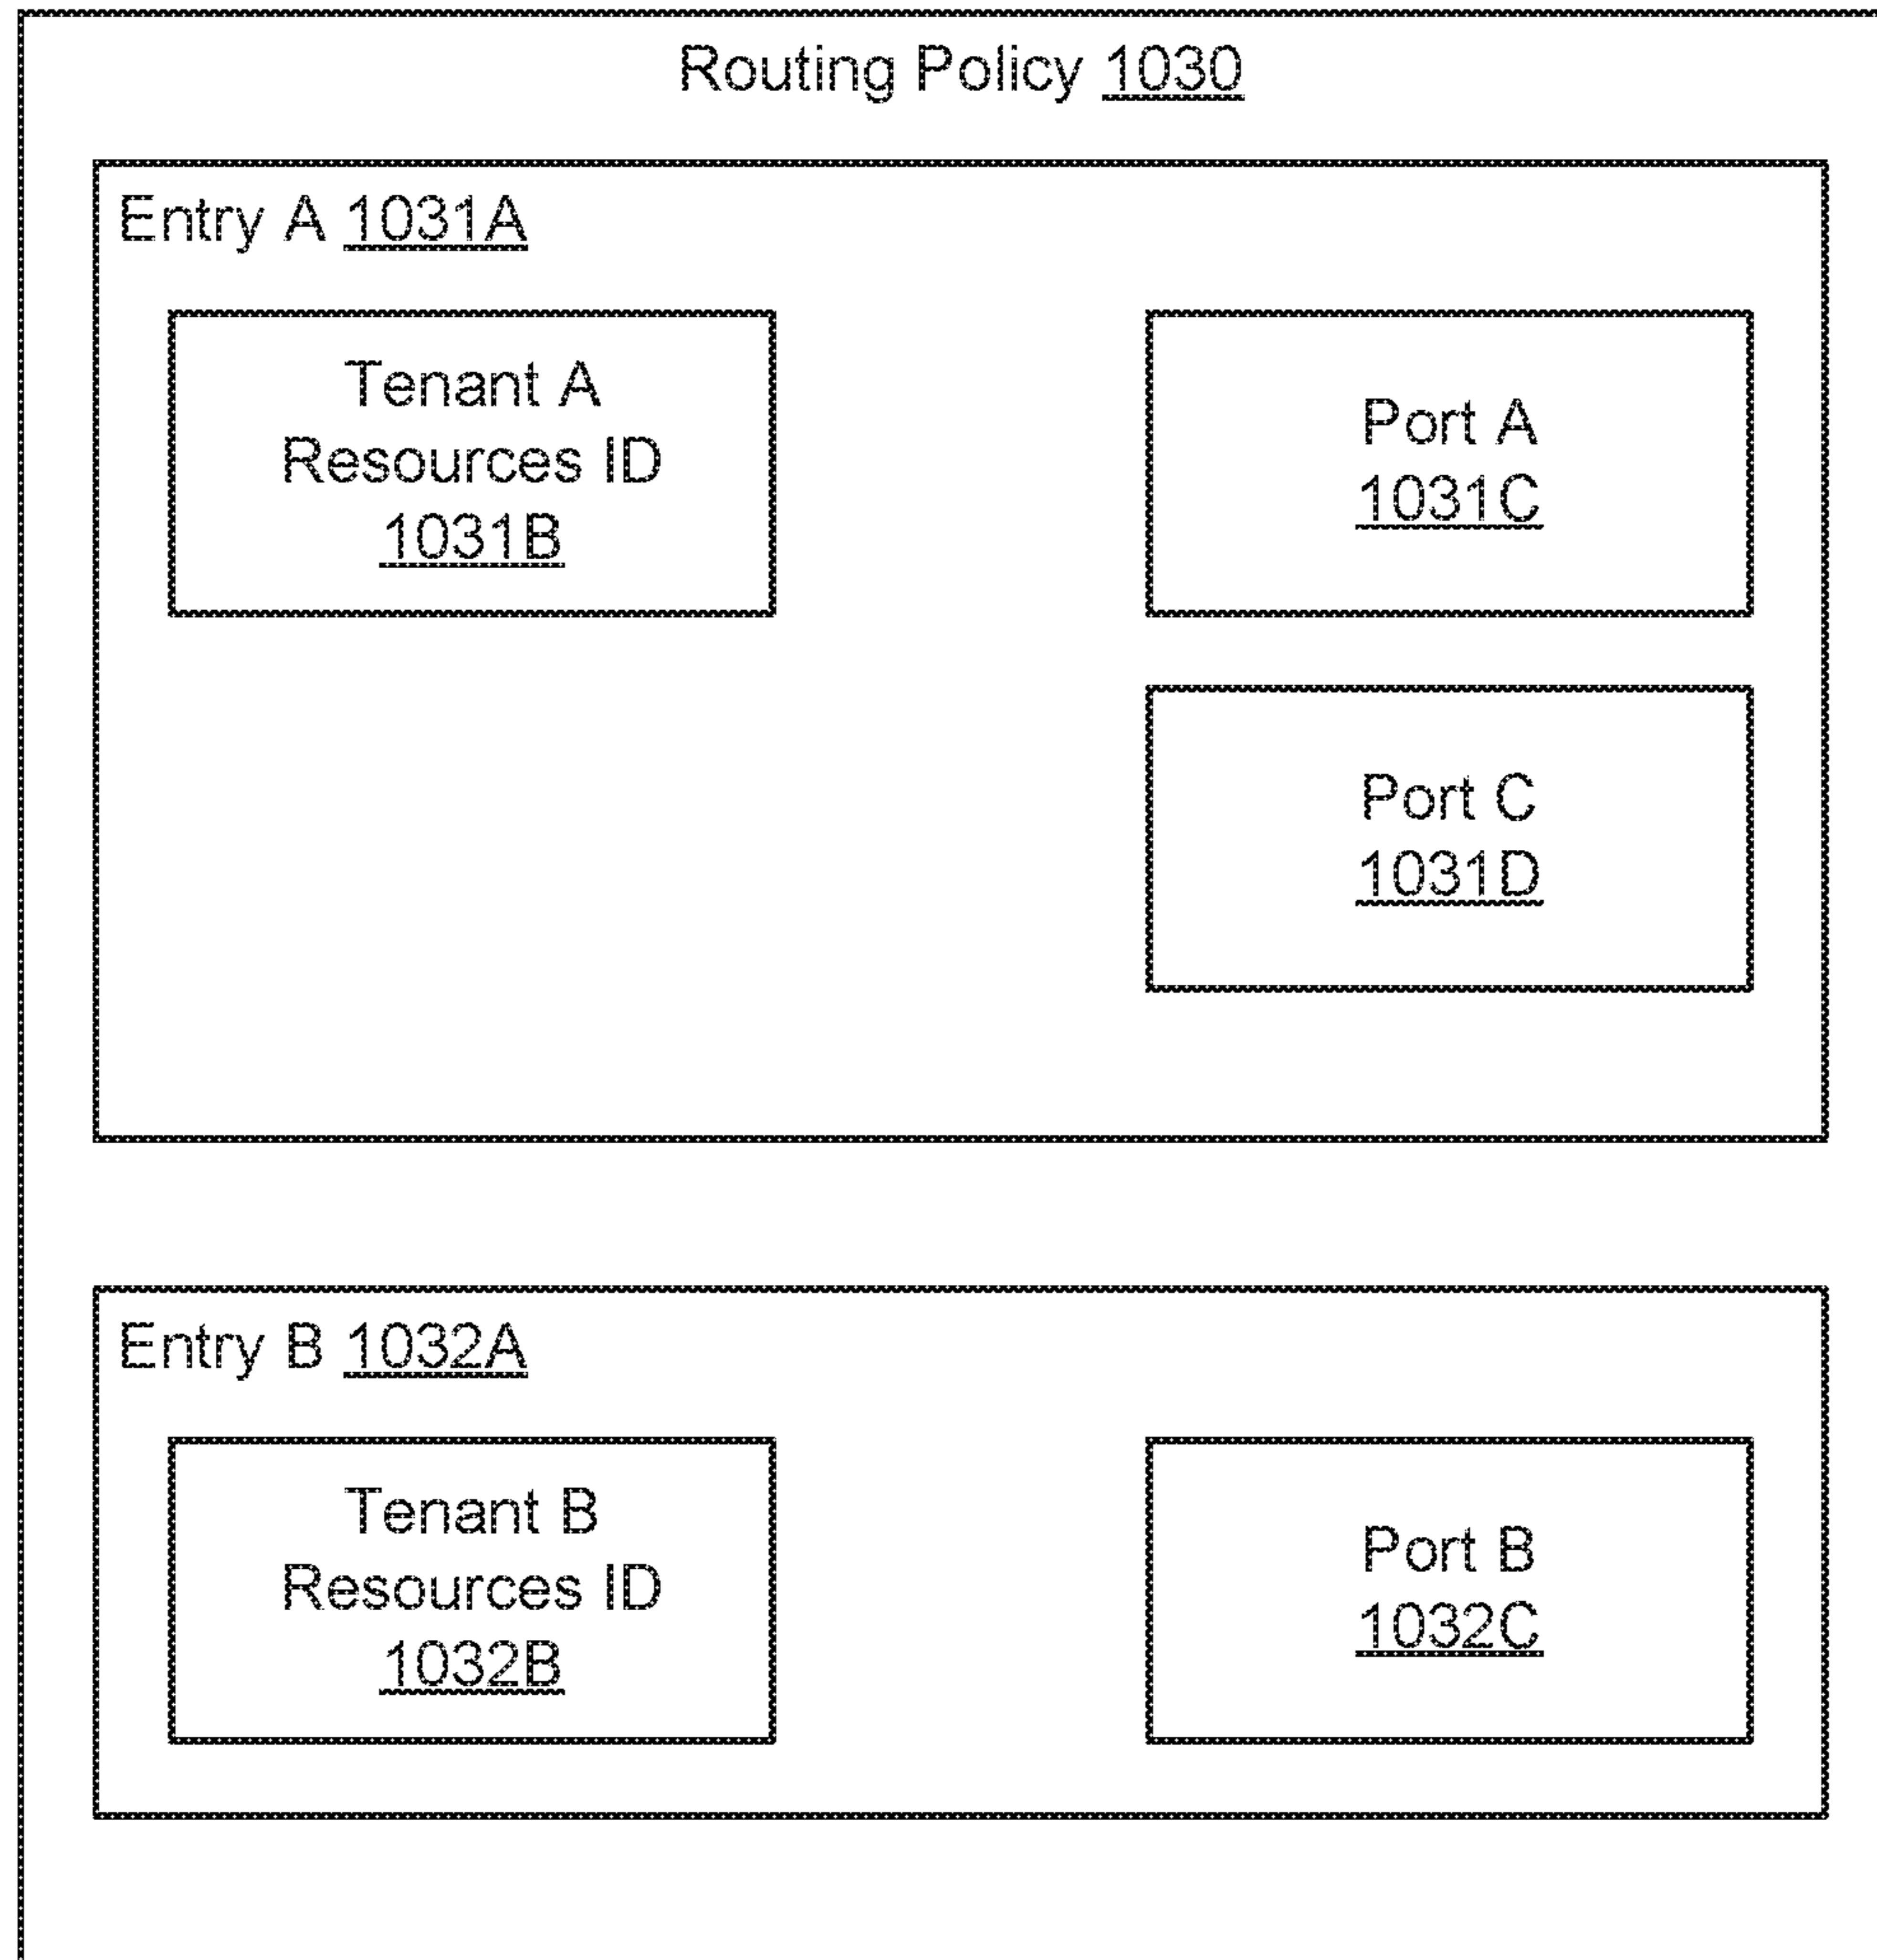 Routing Policy 1030
Entry A 1031A
Tenant A
Resources ID
1031B
Port A
1031C
Port C
1031D
Entry B 1032A
Tenant B
Resources ID
1032B
Port B
1032C